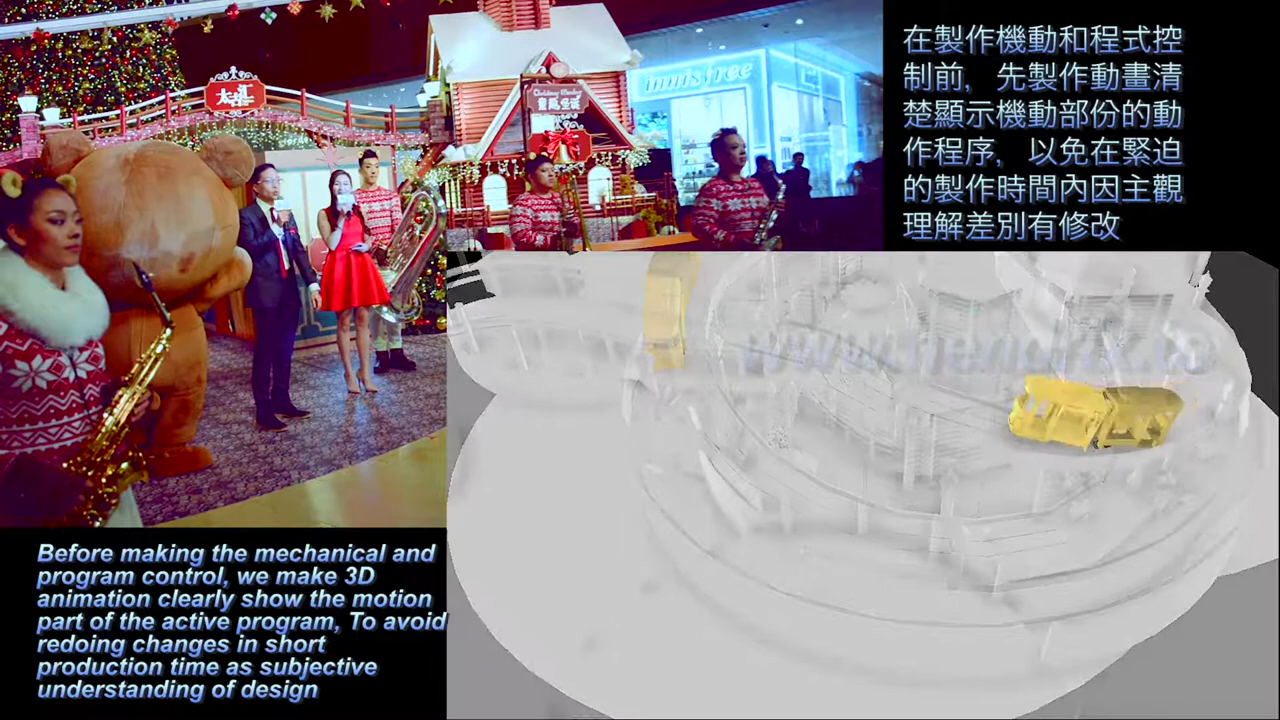 在製作機動和程式控
制前，先製作動畫清
楚顯示機動部份的動
作程序，以免在緊迫
的製作時間內因主觀
理解差別有修改
innisfree
Before making the mechanical and
program control, we make 3D
animation clearly show the motion
part of the active program, To avoid
redoing changes in short
production time as subjective
understanding of design